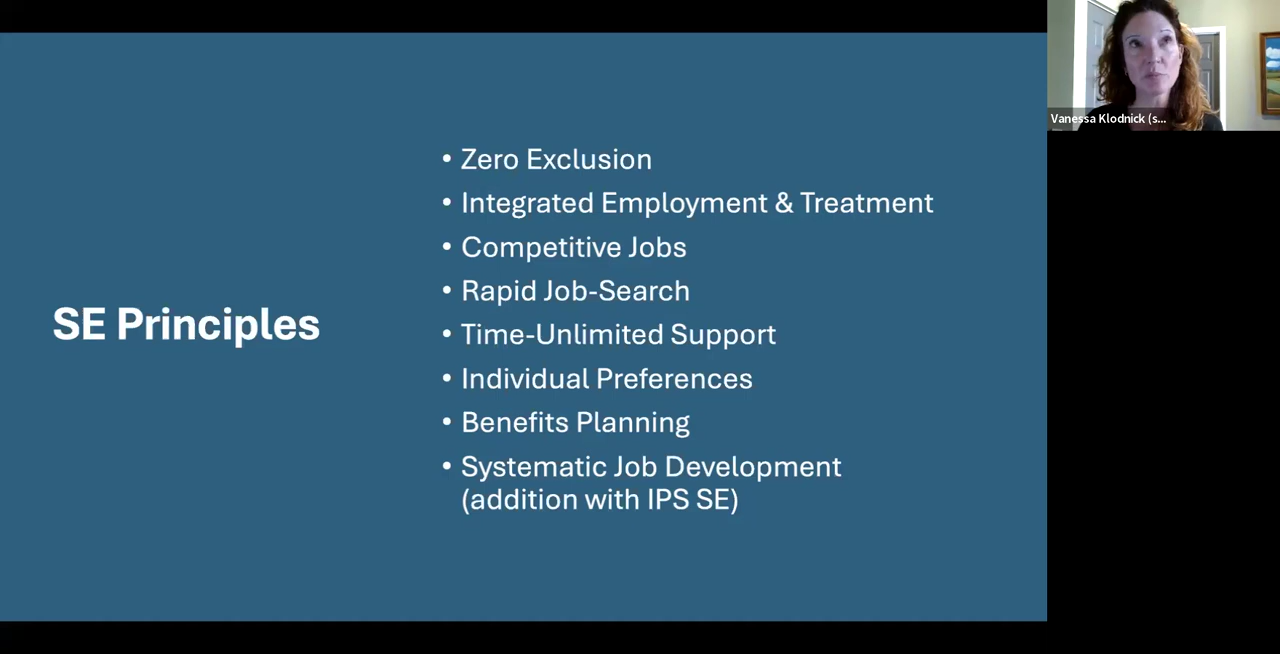 SE Principles
• Zero Exclusion
• Integrated Employment & Treatment
• Competitive Jobs
• Rapid Job-Search
• Time-Unlimited Support
• Individual Preferences
• Benefits Planning
• Systematic Job Development
(addition with IPS SE)
Vanessa Klodnick (s...